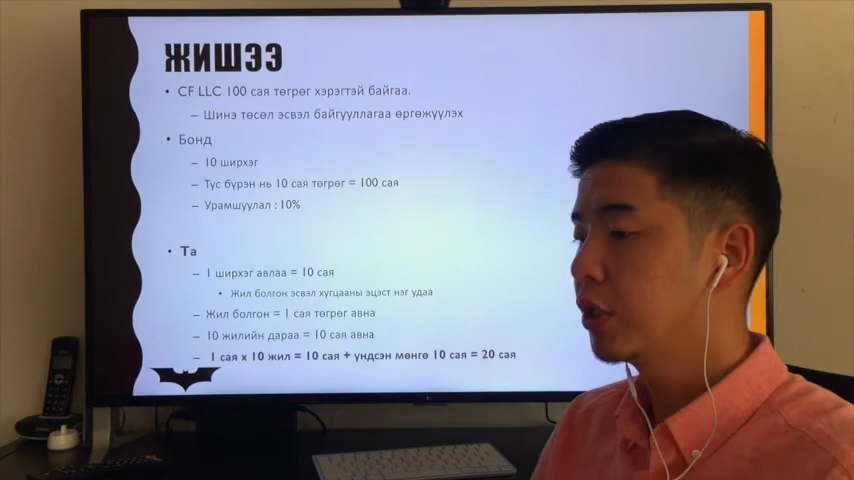 ЖИШЭЭ
• CF LLC 100 сая төгрөг хэрэгтэй байгаа.
– Шинэ төсөл эсвэл байгууллагаа өргөжүүлэх
• Бонд
– 10 ширхэг
– Тус бүрэн нь 10 сая төгрөг = 100 сая
– Урамшуулал : 10%
• Та
– 1 ширхэг авлаа = 10 сая
• Жил болгон эсвэл хугцааны эцэст нэг удаа
– Жил болгон = 1 сая төгрөг авна
– 10 жилийн дараа = 10 сая авна
– 1 сая x 10 жил = 10 сая + үндсэн мөнгө 10 сая = 20 сая